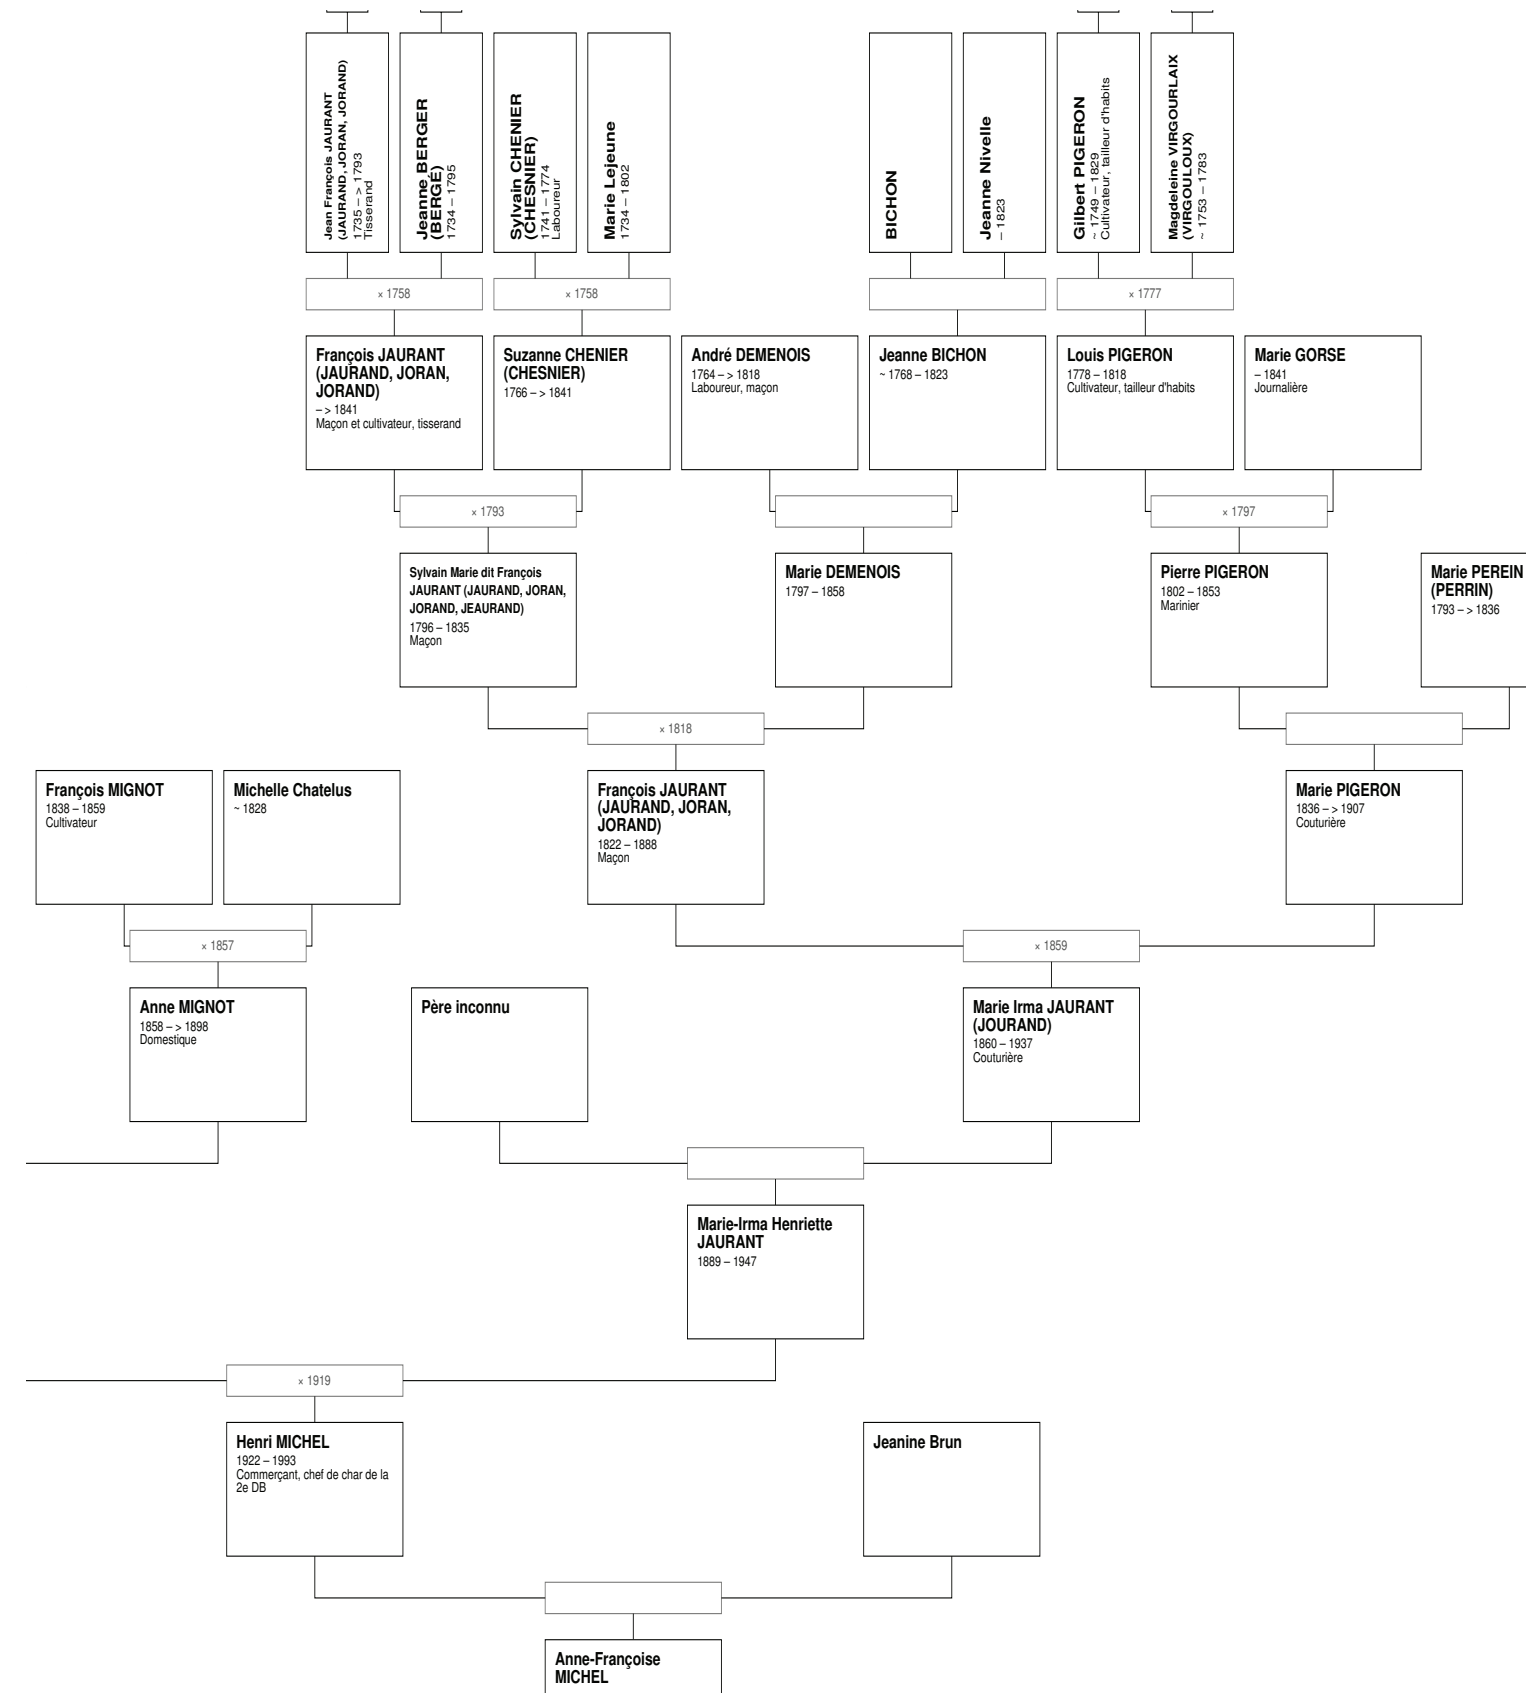 Jean François JAURANT
(JAURAND, JORAN, JORAND)
1735 – > 1793
Tisserand
Jeanne BERGER
(BERGÉ)
1734 – 1795
Sylvain CHENIER
(CHESNIER)
1741 – 1774
Laboureur
Marie Lejeune
1734 – 1802
BICHON
Jeanne Nivelle
– 1823
Gilbert PIGERON
~ 1749 – 1829
Cultivateur, tailleur d'habits
Magdeleine VIRGOURLAIX
(VIRGOULOUX)
~ 1753 – 1783
× 1758
× 1758
× 1777
François JAURANT
(JAURAND, JORAN,
JORAND)
– > 1841
Maçon et cultivateur, tisserand
Suzanne CHENIER
(CHESNIER)
1766 – > 1841
André DEMENOIS
1764 – > 1818
Laboureur, maçon
Jeanne BICHON
~ 1768 – 1823
Louis PIGERON
1778 – 1818
Cultivateur, tailleur d'habits
Marie GORSE
– 1841
Journalière
× 1793
× 1797
Sylvain Marie dit François
JAURANT (JAURAND, JORAN,
JORAND, JEAURAND)
1796 – 1835
Maçon
Marie DEMENOIS
1797 – 1858
Pierre PIGERON
1802 – 1853
Marinier
Marie PEREIN
(PERRIN)
1793 – > 1836
× 1818
François MIGNOT
1838 – 1859
Cultivateur
Michelle Chatelus
~ 1828
François JAURANT
(JAURAND, JORAN,
JORAND)
1822 – 1888
Maçon
Marie PIGERON
1836 – > 1907
Couturière
× 1857
× 1859
Anne MIGNOT
1858 – > 1898
Domestique
Père inconnu
Marie Irma JAURANT
(JOURAND)
1860 – 1937
Couturière
Marie-Irma Henriette
JAURANT
1889 – 1947
× 1919
Henri MICHEL
1922 – 1993
Commerçant, chef de char de la
2e DB
Jeanine Brun
Anne-Françoise
MICHEL